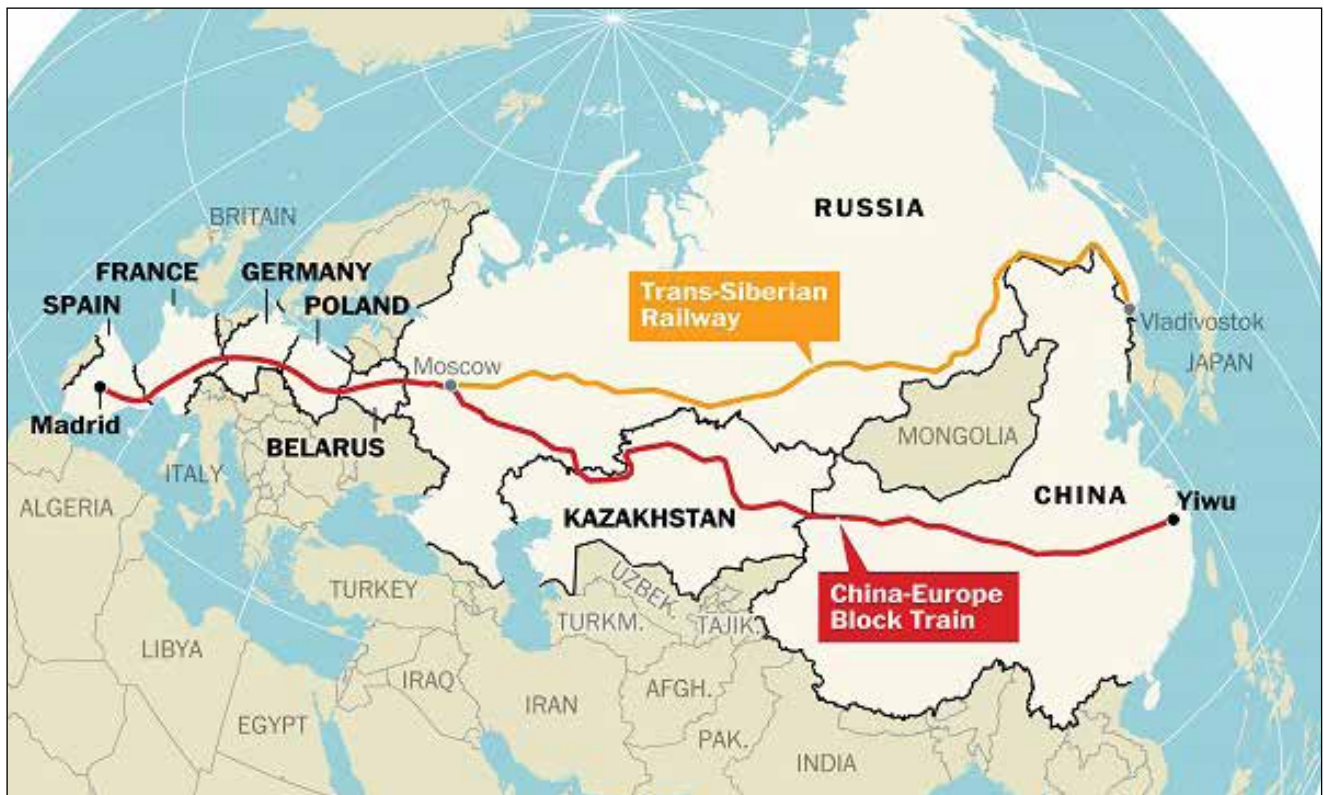 BRITAIN
RUSSIA
FRANCE
GERMANY
SPAIN
POLAND
Trans-Siberian
Railway
Vladivostok
Moscow
JAPAN
Madrid
BELARUS
MONGOLIA
ITALY
ALGERIA
KAZAKHSTAN
CHINA
Yiwu
UZBEK.
TURKEY
TURKM.
TAJIK.
China-Europe
Block Train
LIBYA
IRAQ
IRAN
AFGH.
EGYPT
PAK.
INDIA